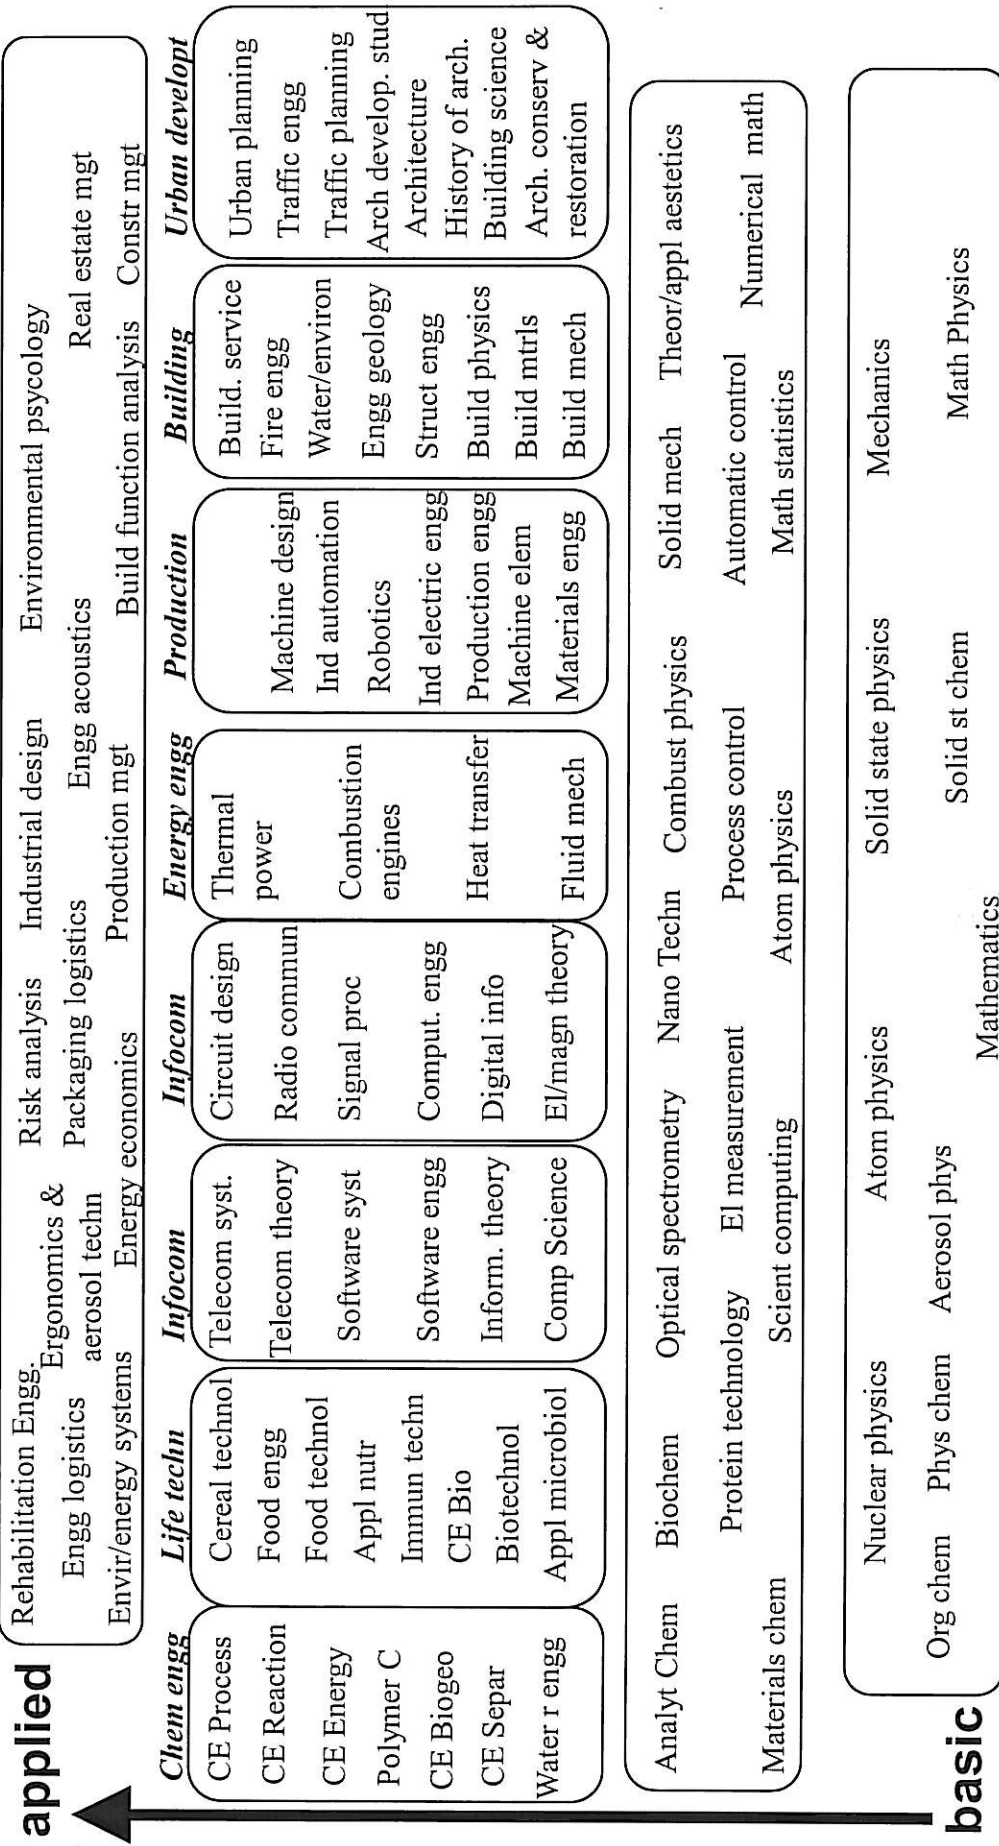 applied
Rehabilitation Engg.
Ergonomics &
aerosol techn
Risk analysis
Industrial design
Environmental psycology
Engg logistics
Packaging logistics
Engg acoustics
Real estate mgt
Envir/energy systems
Energy economics
Production mgt
Build function analysis
Constr mgt
Chem engg
CE Process
CE Reaction
CE Energy
Polymer C
CE Biogeo
CE Separ
Water r engg
Life techn
Cereal technol
Food engg
Food technol
Appl nutr
Immun techn
CE Bio
Biotechnol
Appl microbiol
Infocom
Telecom syst.
Telecom theory
Software syst
Software engg
Inform. theory
Comp Science
Infocom
Circuit design
Radio commun
Signal proc
Comput. engg
Digital info
El/magn theory
Energy engg
Thermal
power
Combustion
engines
Heat transfer
Fluid mech
Production
Machine design
Ind automation
Robotics
Ind electric engg
Production engg
Machine elem
Materials engg
Building
Build. service
Fire engg
Water/environ
Engg geology
Struct engg
Build physics
Build mtrls
Build mech
Urban developt
Urban planning
Traffic engg
Traffic planning
Arch develop. stud
Architecture
History of arch.
Building science
Arch. conserv &
restoration
Analyt Chem
Biochem
Optical spectrometry
Nano Techn
Combust physics
Solid mech
Theor/appl aestetics
Protein technology
El measurement
Process control
Automatic control
Numerical math
Materials chem
Scient computing
Atom physics
Math statistics
Nuclear physics
Atom physics
Solid state physics
Mechanics
Org chem
Phys chem
Aerosol phys
Solid st chem
Math Physics
Mathematics
basic